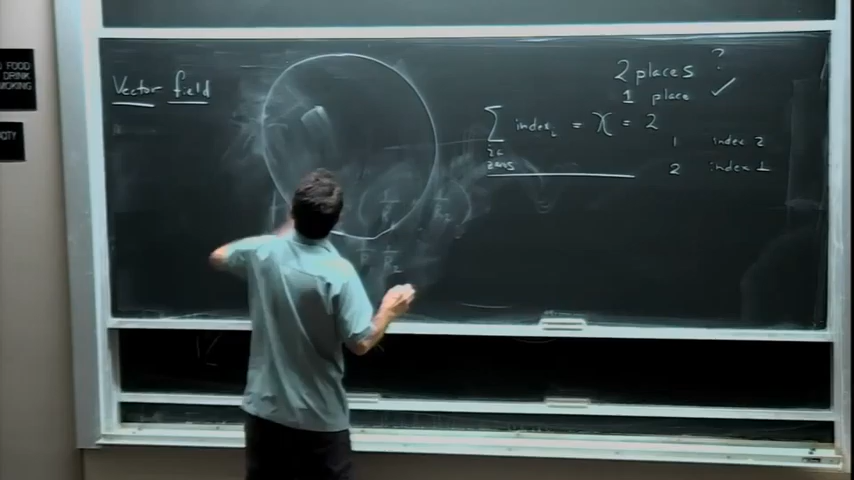 FOOD
DRINK
MOKING
Vector field
Σ index = χ = 2
zeros
2 places ?
1 place ✓
1 index 2
2 index 1